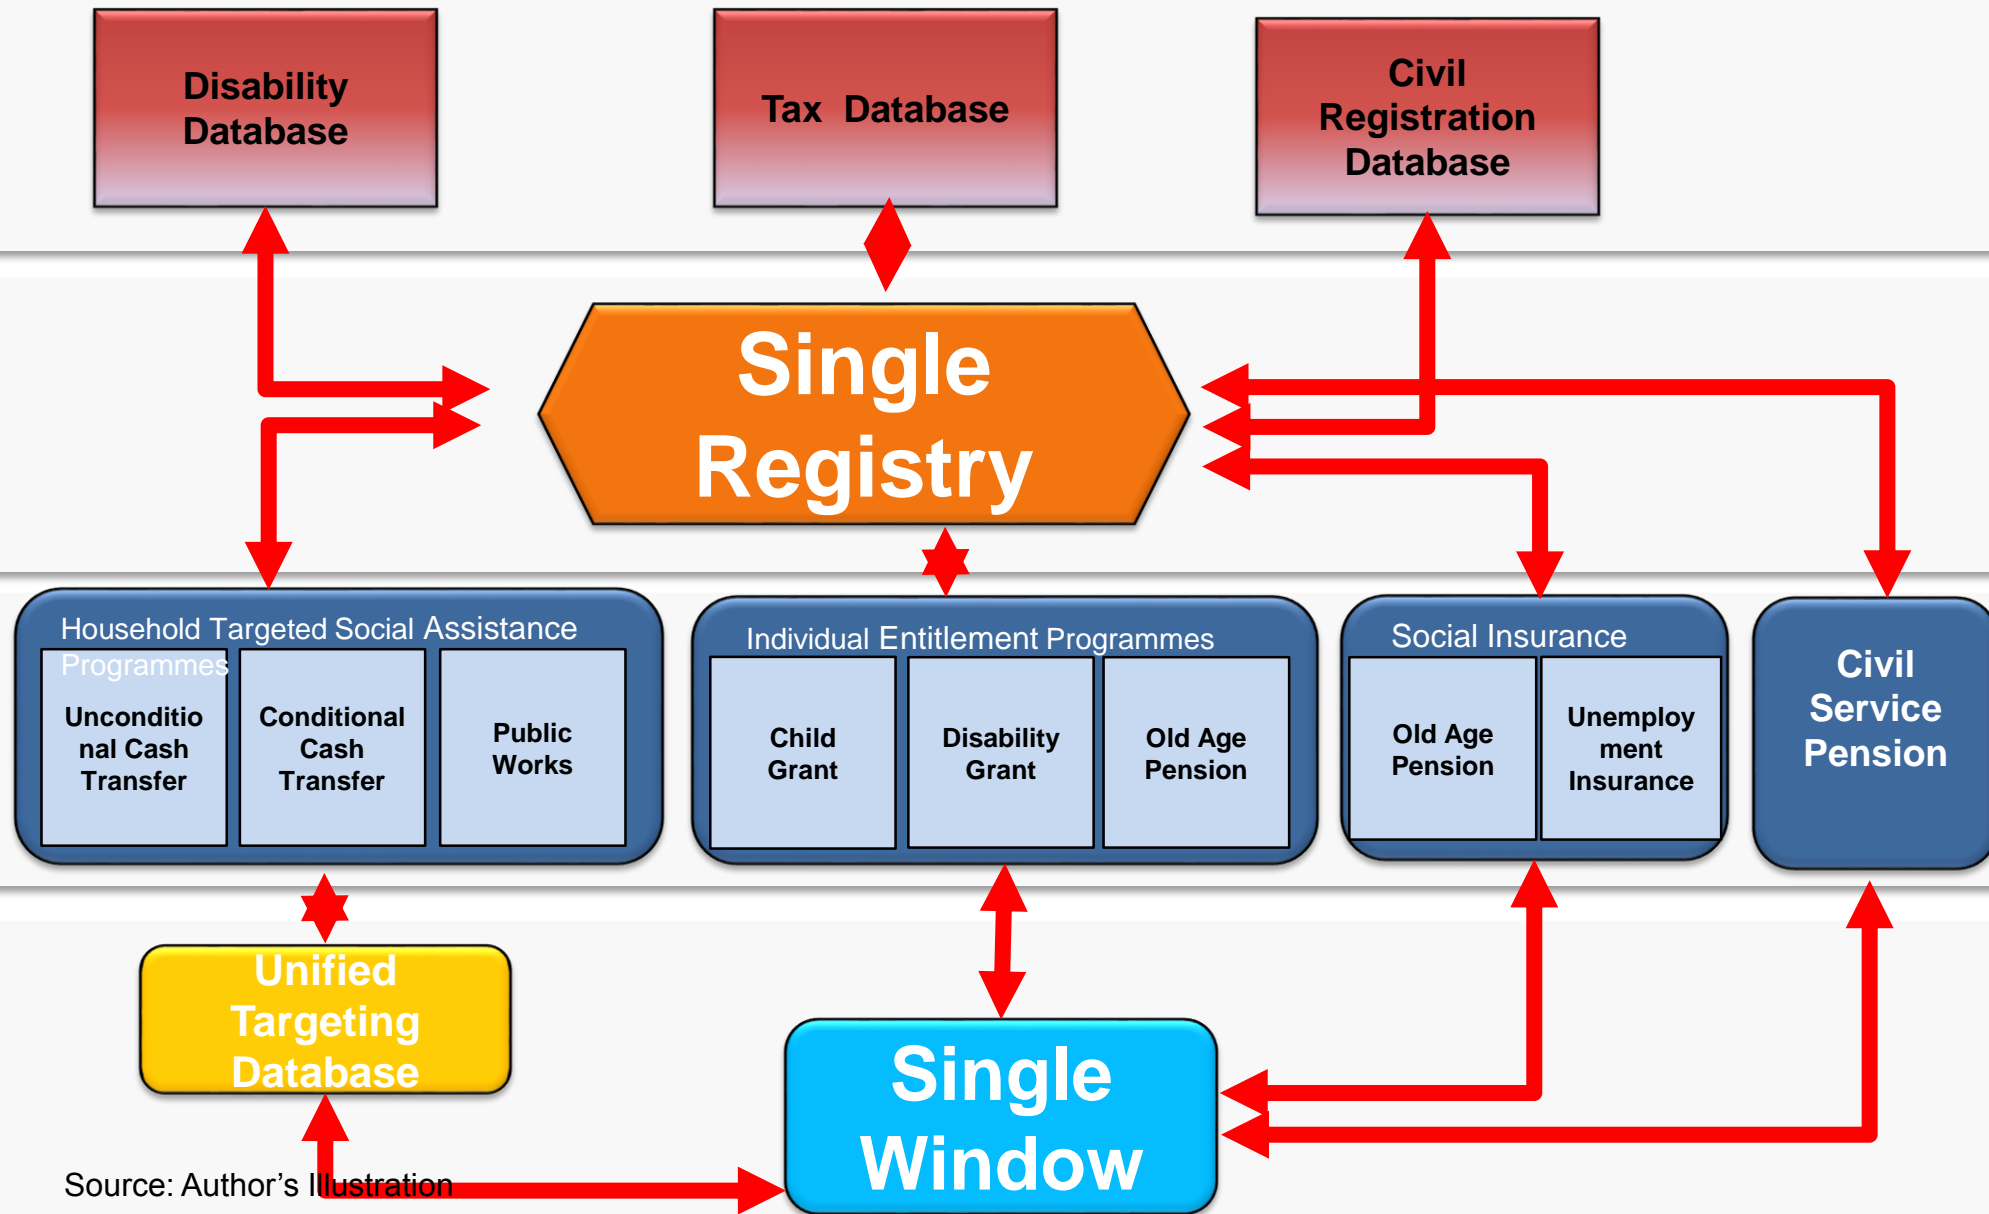 Disability
Database
Tax Database
Civil
Registration
Database
Single
Registry
Household Targeted Social Assistance
Programmes
Unconditio
nal Cash
Transfer
Conditional
Cash
Transfer
Public
Works
Individual Entitlement Programmes
Child
Grant
Disability
Grant
Old Age
Pension
Social Insurance
Old Age
Pension
Unemploy
ment
Insurance
Civil
Service
Pension
Unified
Targeting
Database
Single
Window
Source: Author’s Illustration